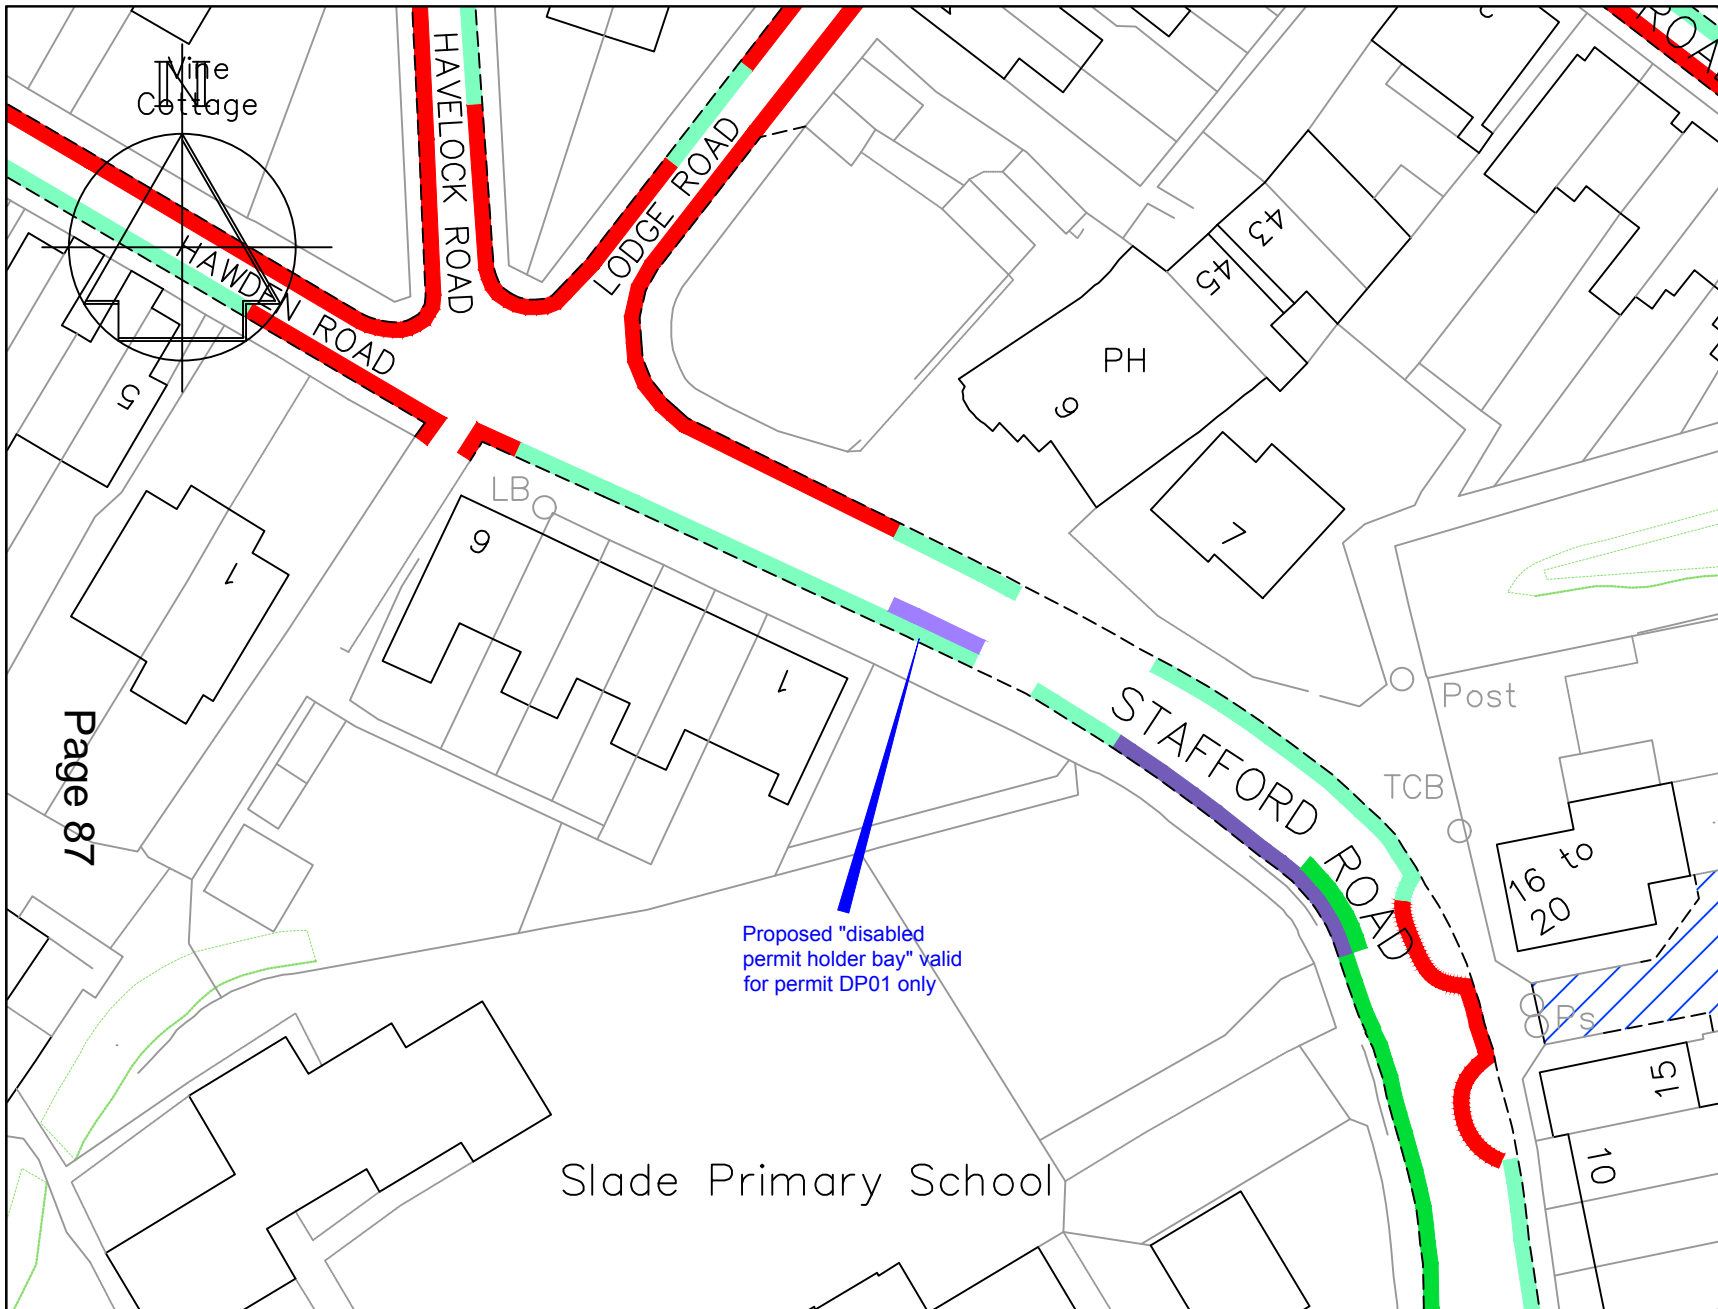 Vine
Cottage
N
HAVELOCK ROAD
LODGE ROAD
HAWDEN ROAD
ROAD
43
45
PH
9
7
5
1
LB
9
1
STAFFORD ROAD
Post
TCB
16 to
20
Ps
15
10
Page 87
Proposed "disabled
permit holder bay" valid
for permit DP01 only
Slade Primary School